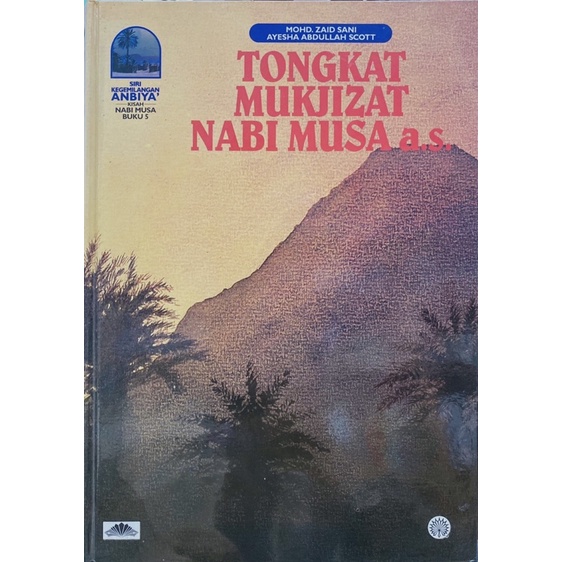 MOHD. ZAID SANI
AYESHA ABDULLAH SCOTT
TONGKAT
MUKJIZAT
NABI MUSA a.s.
SIRI
KEGEMILANGAN
ANBIYA'
KISAH
NABI MUSA
BUKU 5